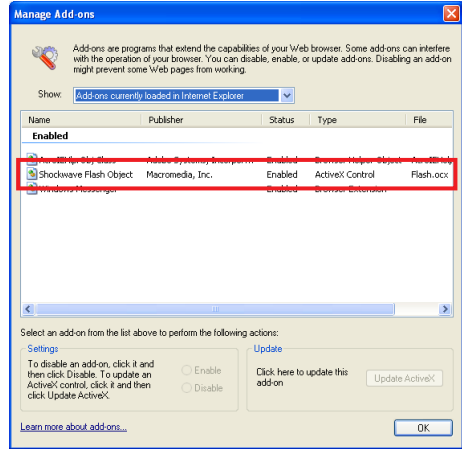 Manage Add-ons
Add-ons are programs that extend the capabilities of your Web browser. Some add-ons can interfere
with the operation of your browser. You can disable, enable, or update add-ons. Disabling an add-on
might prevent some Web pages from working.
Show: Add-ons currently loaded in Internet Explorer
Name Publisher Status Type File
Enabled
AcroIEHlprObj Class Adobe Systems, Incorpor... Enabled Browser Helper Object AcroIEHelp
Shockwave Flash Object Macromedia, Inc. Enabled ActiveX Control Flash.ocx
Windows Messenger Enabled Browser Extension
Select an add-on from the list above to perform the following actions:
Settings
To disable an add-on, click it and
then click Disable. To update an
ActiveX control, click it and then
click Update ActiveX.
Enable
Disable
Update
Click here to update this
add-on
Update ActiveX
Learn more about add-ons...
OK